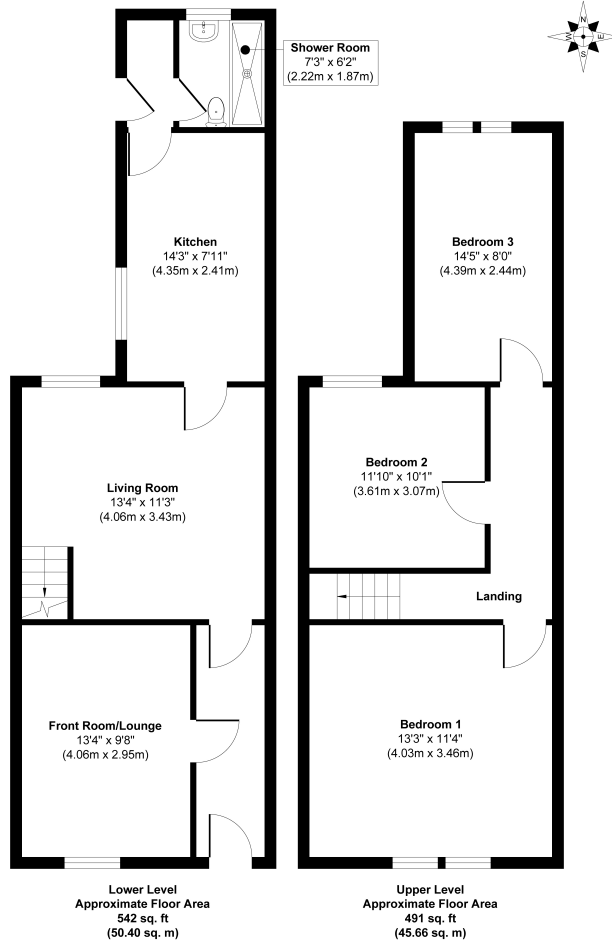 N
W
E
S
Shower Room
7'3" x 6'2"
(2.22m x 1.87m)
Kitchen
14'3" x 7'11"
(4.35m x 2.41m)
Bedroom 3
14'5" x 8'0"
(4.39m x 2.44m)
Living Room
13'4" x 11'3"
(4.06m x 3.43m)
Bedroom 2
11'10" x 10'1"
(3.61m x 3.07m)
Landing
Front Room/Lounge
13'4" x 9'8"
(4.06m x 2.95m)
Bedroom 1
13'3" x 11'4"
(4.03m x 3.46m)
Lower Level
Approximate Floor Area
542 sq. ft
(50.40 sq. m)
Upper Level
Approximate Floor Area
491 sq. ft
(45.66 sq. m)